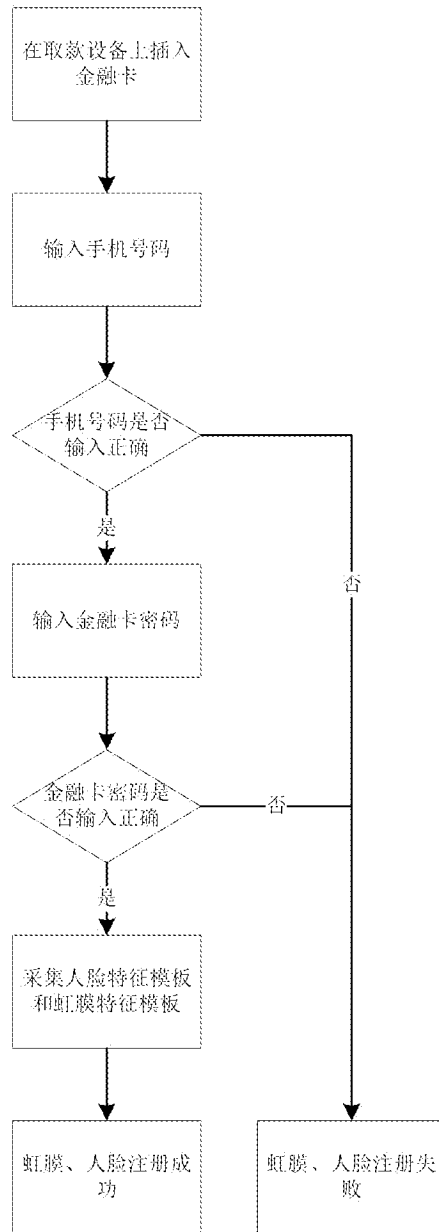 在取款设备上插入
金融卡
输入手机号码
手机号码是否
输入正确
是
输入金融卡密码
否
金融卡密码是
否输入正确
否
是
采集人脸特征模板
和虹膜特征模板
虹膜、人脸注册成
功
虹膜、人脸注册失
败